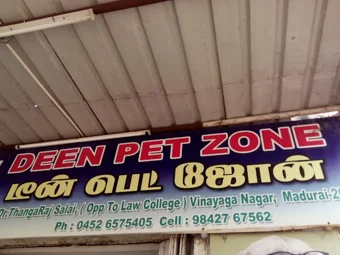 DEEN PET ZONE
டீன் பெட் ஜோன்
Dr. ThangaRaj Salai, ( Opp To Law College ) Vinayaga Nagar, Madurai-20
Ph : 0452 6575405 Cell : 98427 67562